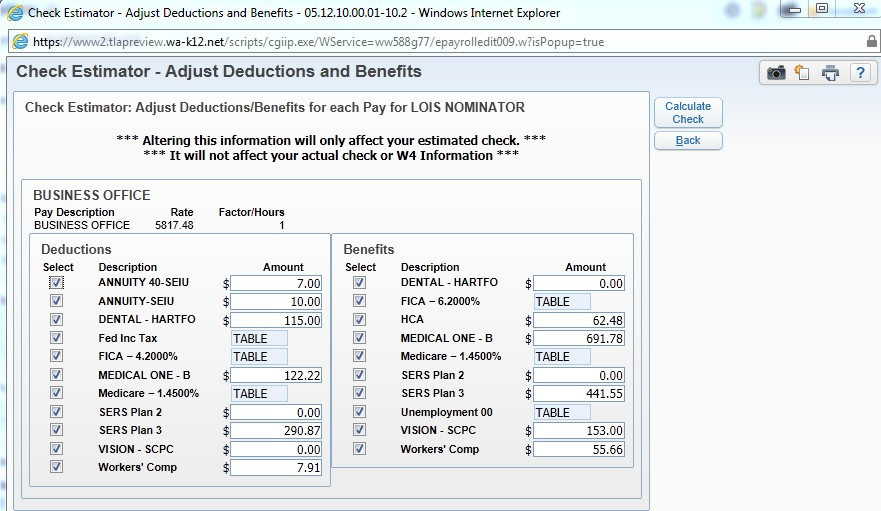 Check Estimator - Adjust Deductions and Benefits - 05.12.10.00.01-10.2 - Windows Internet Explorer
https://www2.tlapreview.wa-k12.net/scripts/cgiip.exe/WService=ww588g77/epayrolledit009.w?isPopup=true
Check Estimator - Adjust Deductions and Benefits ?
Check Estimator: Adjust Deductions/Benefits for each Pay for LOIS NOMINATOR
Calculate
Check
Back
*** Altering this information will only affect your estimated check. ***
*** It will not affect your actual check or W4 Information ***
BUSINESS OFFICE
Pay Description Rate Factor/Hours
BUSINESS OFFICE 5817.48 1
Deductions
Select Description Amount
ANNUITY 40-SEIU $ 7.00
ANNUITY-SEIU $ 10.00
DENTAL - HARTFO $ 115.00
Fed Inc Tax TABLE
FICA – 4.2000% TABLE
MEDICAL ONE - B $ 122.22
Medicare – 1.4500% TABLE
SERS Plan 2 $ 0.00
SERS Plan 3 $ 290.87
VISION - SCPC $ 0.00
Workers' Comp $ 7.91
Benefits
Select Description Amount
DENTAL - HARTFO $ 0.00
FICA – 6.2000% TABLE
HCA $ 62.48
MEDICAL ONE - B $ 691.78
Medicare – 1.4500% TABLE
SERS Plan 2 $ 0.00
SERS Plan 3 $ 441.55
Unemployment 00 TABLE
VISION - SCPC $ 153.00
Workers' Comp $ 55.66